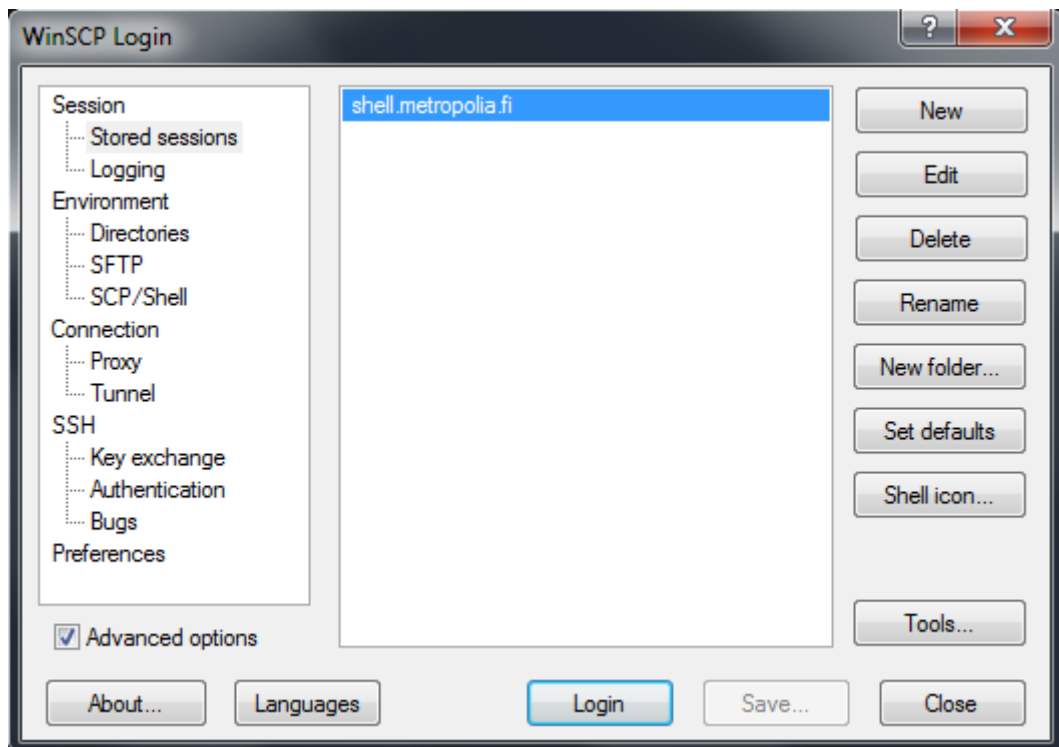 WinSCP Login
?
Session
Stored sessions
Logging
Environment
Directories
SFTP
SCP/Shell
Connection
Proxy
Tunnel
SSH
Key exchange
Authentication
Bugs
Preferences
Advanced options
shell.metropolia.fi
New
Edit
Delete
Rename
New folder...
Set defaults
Shell icon...
Tools...
About...
Languages
Login
Save...
Close